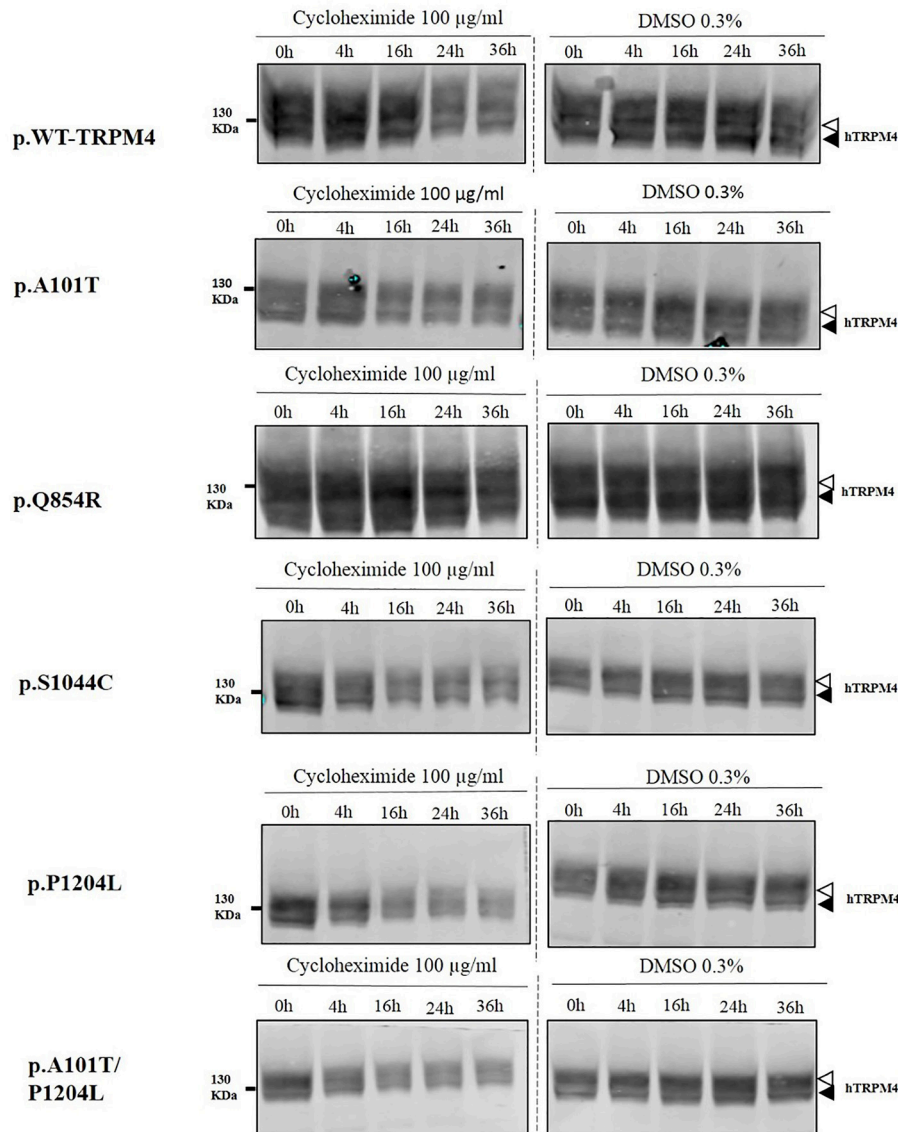 Cycloheximide 100 µg/ml DMSO 0.3%
0h 4h 16h 24h 36h 0h 4h 16h 24h 36h
p.WT-TRPM4 130 KDa hTRPM4
Cycloheximide 100 µg/ml DMSO 0.3%
0h 4h 16h 24h 36h 0h 4h 16h 24h 36h
p.A101T 130 KDa hTRPM4
Cycloheximide 100 µg/ml DMSO 0.3%
0h 4h 16h 24h 36h 0h 4h 16h 24h 36h
p.Q854R 130 KDa hTRPM4
Cycloheximide 100 µg/ml DMSO 0.3%
0h 4h 16h 24h 36h 0h 4h 16h 24h 36h
p.S1044C 130 KDa hTRPM4
Cycloheximide 100 µg/ml DMSO 0.3%
0h 4h 16h 24h 36h 0h 4h 16h 24h 36h
p.P1204L 130 KDa hTRPM4
Cycloheximide 100 µg/ml DMSO 0.3%
0h 4h 16h 24h 36h 0h 4h 16h 24h 36h
p.A101T/
P1204L 130 KDa hTRPM4